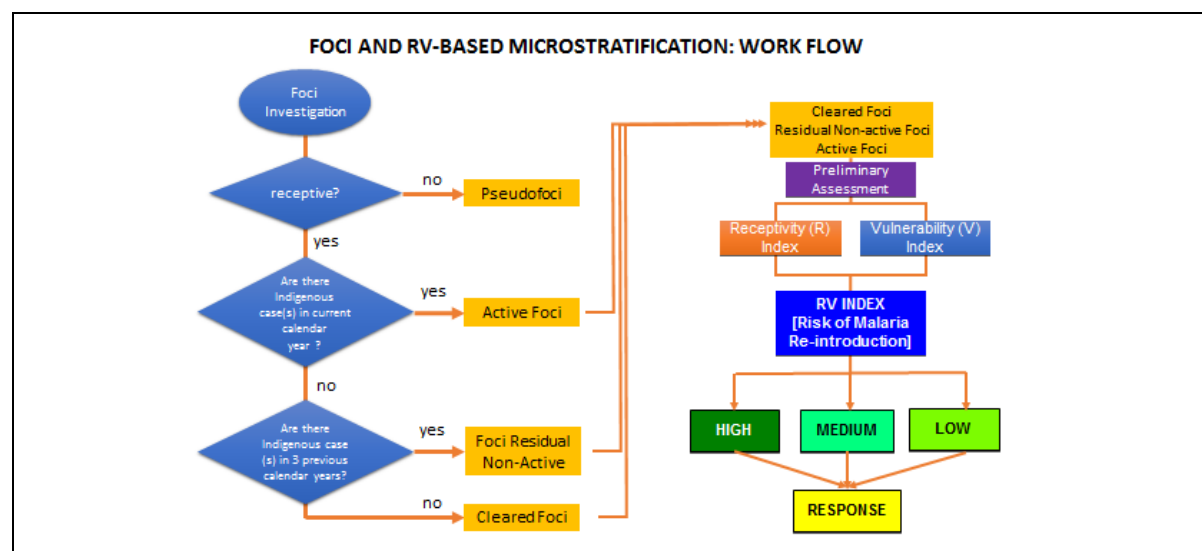 FOCI AND RV-BASED MICROSTRATIFICATION: WORK FLOW
Foci
Investigation
receptive?
no
Pseudofoci
yes
Are there
Indigenous
case(s) in current
calendar
year ?
yes
Active Foci
no
Are there
Indigenous case
(s) in 3 previous
calendar years?
yes
Foci Residual
Non-Active
no
Cleared Foci
Cleared Foci
Residual Non-active Foci
Active Foci
Preliminary
Assessment
Receptivity (R)
Index
Vulnerability (V)
Index
RV INDEX
[Risk of Malaria
Re-introduction]
HIGH
MEDIUM
LOW
RESPONSE